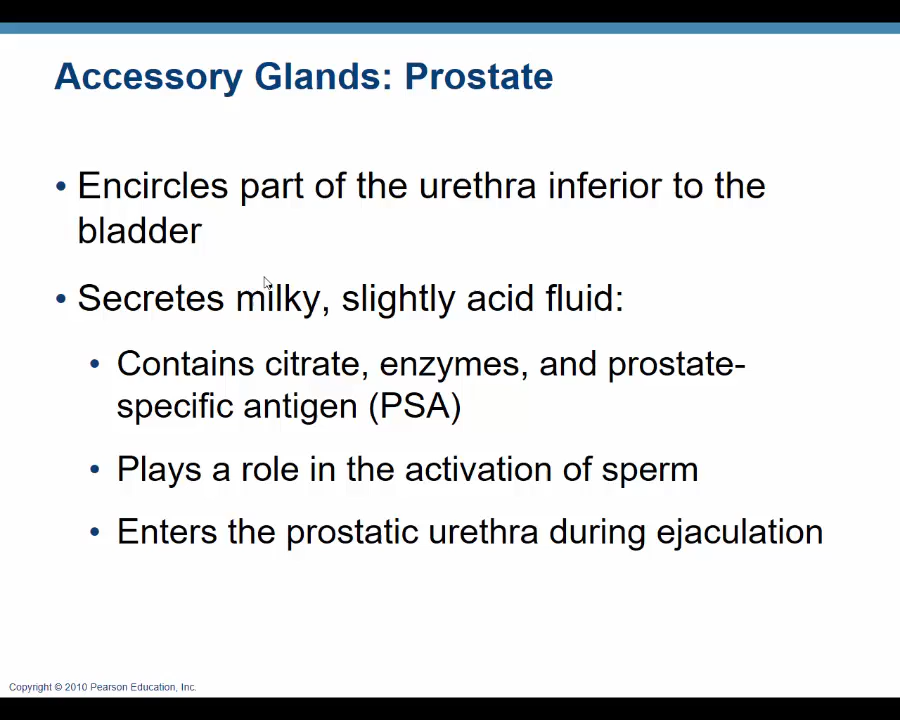 Accessory Glands: Prostate
• Encircles part of the urethra inferior to the
bladder
• Secretes milky, slightly acid fluid:
• Contains citrate, enzymes, and prostate-
specific antigen (PSA)
• Plays a role in the activation of sperm
• Enters the prostatic urethra during ejaculation
Copyright © 2010 Pearson Education, Inc.